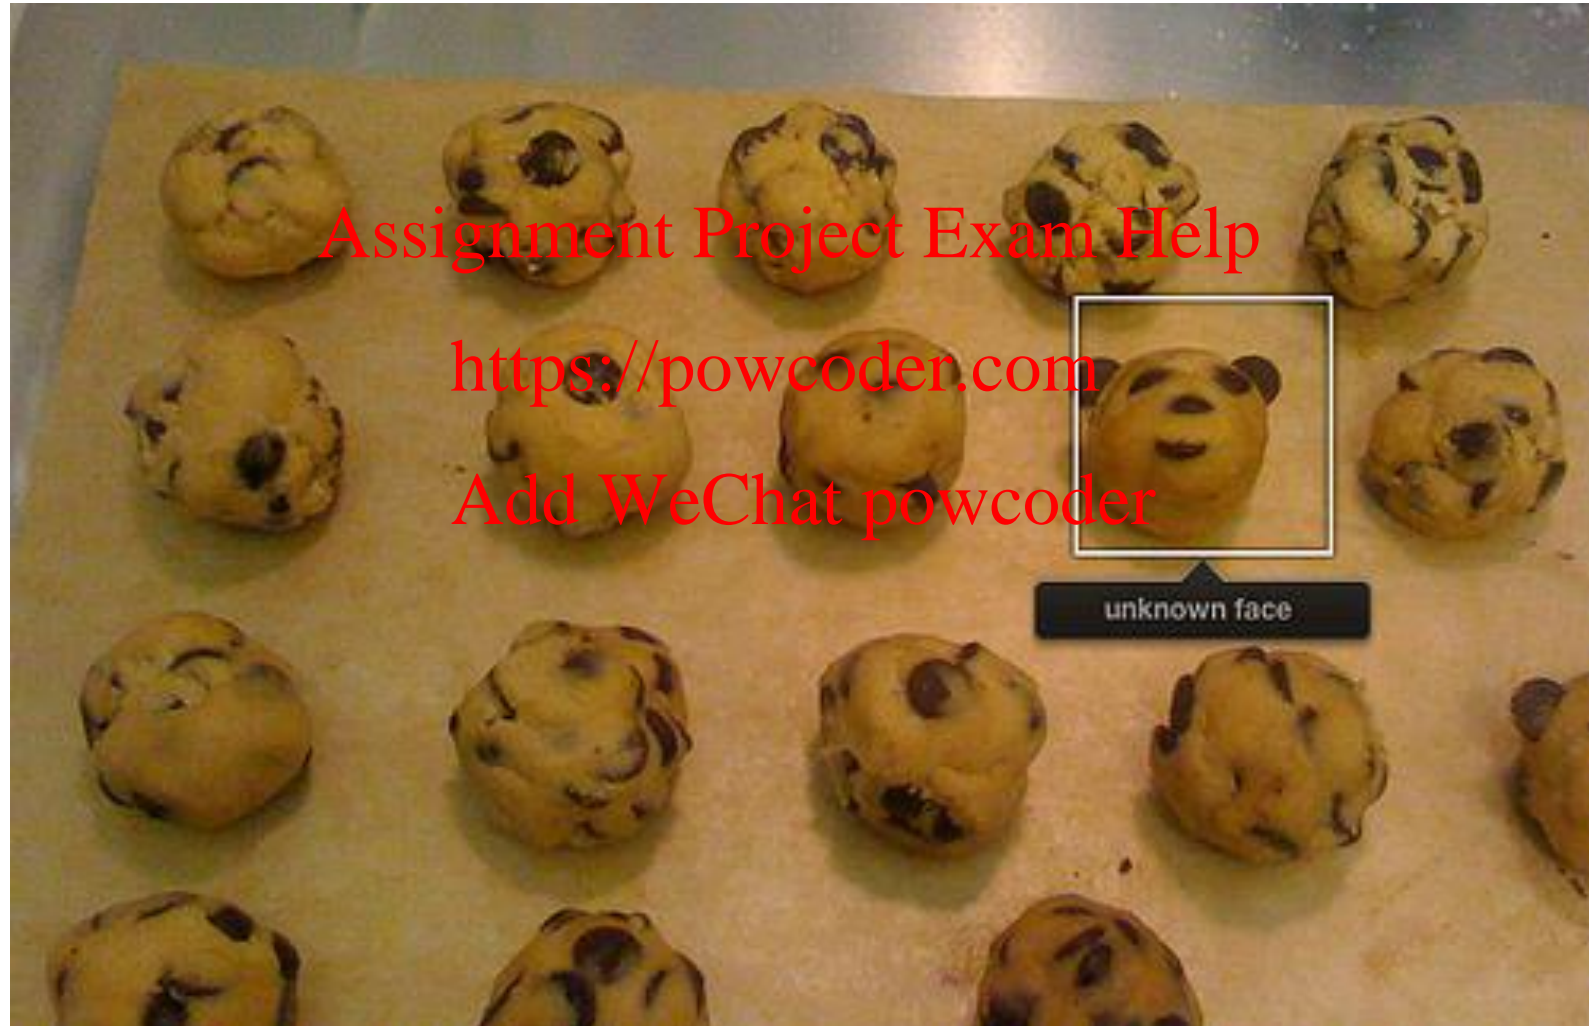 Assignment Project Exam Help
https://powcoder.com
Add WeChat powcoder
unknown face